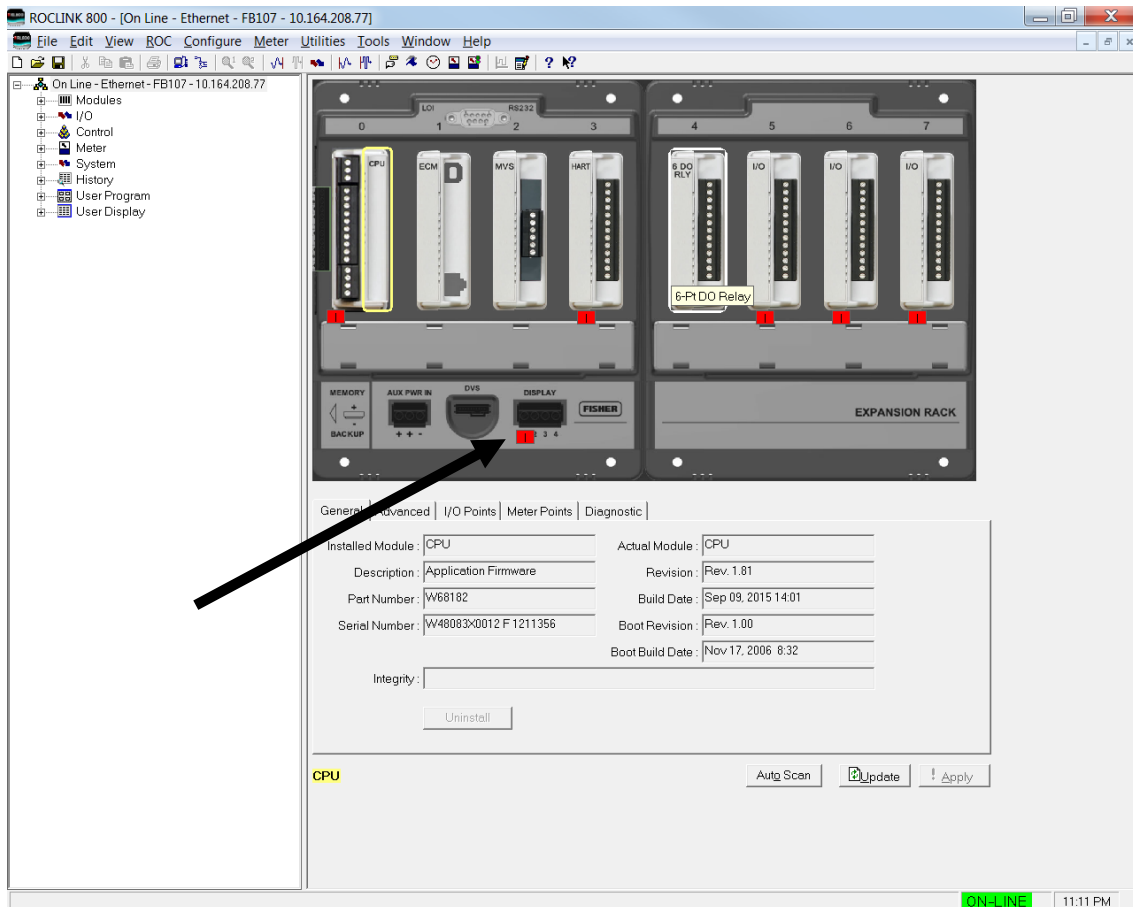 ROCLINK 800 - [On Line - Ethernet - FB107 - 10.164.208.77]
File Edit View ROC Configure Meter Utilities Tools Window Help
On Line - Ethernet - FB107 - 10.164.208.77
Modules
I/O
Control
Meter
System
History
User Program
User Display
LOI RS232
0 1 2 3 4 5 6 7
CPU ECM MVS HART 6 DO RLY I/O I/O I/O
D
6-Pt DO Relay
MEMORY AUX PWR IN DVS DISPLAY
FISHER
EXPANSION RACK
BACKUP + + - 2 3 4
General Advanced I/O Points Meter Points Diagnostic
Installed Module : CPU Actual Module : CPU
Description : Application Firmware Revision : Rev. 1.81
Part Number : W68182 Build Date : Sep 09, 2015 14:01
Serial Number : W48083X0012 F 1211356 Boot Revision : Rev. 1.00
Boot Build Date : Nov 17, 2006 8:32
Integrity :
Uninstall
CPU Auto Scan Update ! Apply
ON-LINE 11:11 PM